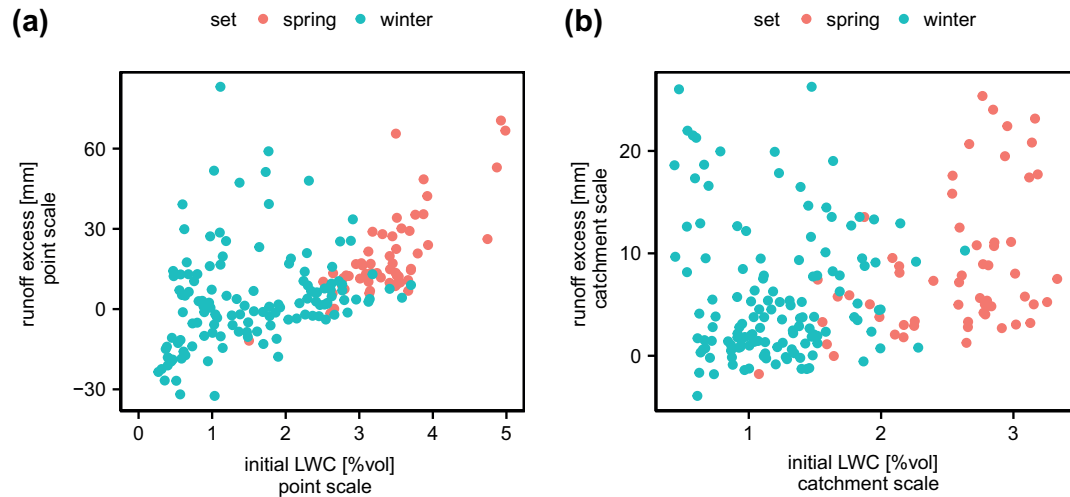 (a)
set spring winter
runoff excess [mm]
point scale
60
30
0
−30
0 1 2 3 4 5
initial LWC [%vol]
point scale
(b)
set spring winter
runoff excess [mm]
catchment scale
20
10
0
1 2 3
initial LWC [%vol]
catchment scale